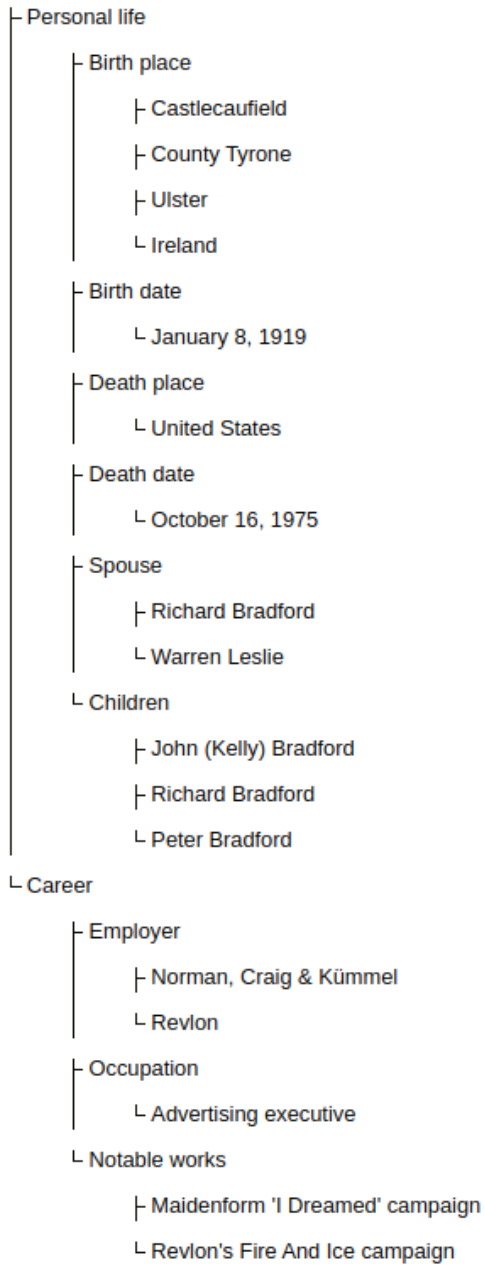 Personal life
Birth place
Castlecaufield
County Tyrone
Ulster
Ireland
Birth date
January 8, 1919
Death place
United States
Death date
October 16, 1975
Spouse
Richard Bradford
Warren Leslie
Children
John (Kelly) Bradford
Richard Bradford
Peter Bradford
Career
Employer
Norman, Craig & Kümmel
Revlon
Occupation
Advertising executive
Notable works
Maidenform 'I Dreamed' campaign
Revlon's Fire And Ice campaign